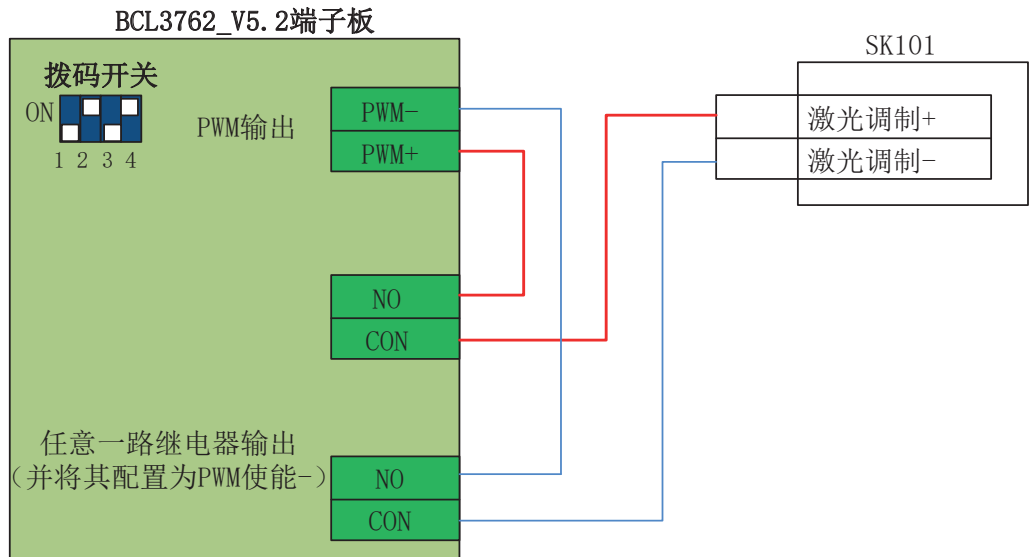 BCL3762_V5.2端子板
SK101
拨码开关
ON
1 2 3 4
PWM输出
PWM-
PWM+
激光调制+
激光调制-
NO
CON
任意一路继电器输出
(并将其配置为PWM使能-)
NO
CON